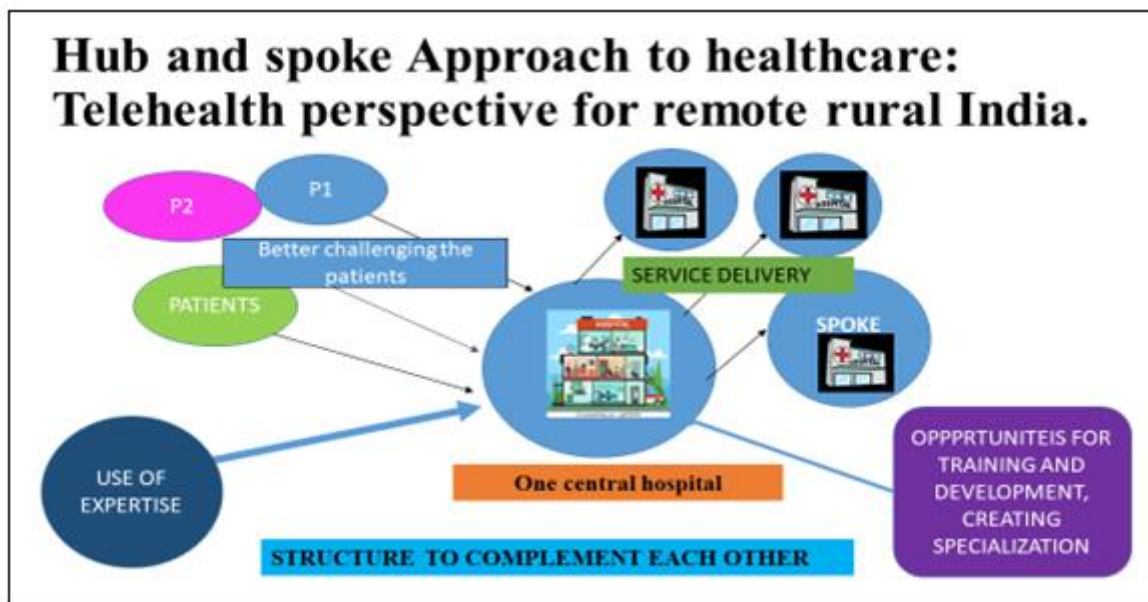 Hub and spoke Approach to healthcare:
Telehealth perspective for remote rural India.
P2
P1
Better challenging the
patients
PATIENTS
SERVICE DELIVERY
HOSPITAL
SPOKE
USE OF
EXPERTISE
One central hospital
OPPPRTUNITEIS FOR
TRAINING AND
DEVELOPMENT,
CREATING
SPECIALIZATION
STRUCTURE TO COMPLEMENT EACH OTHER